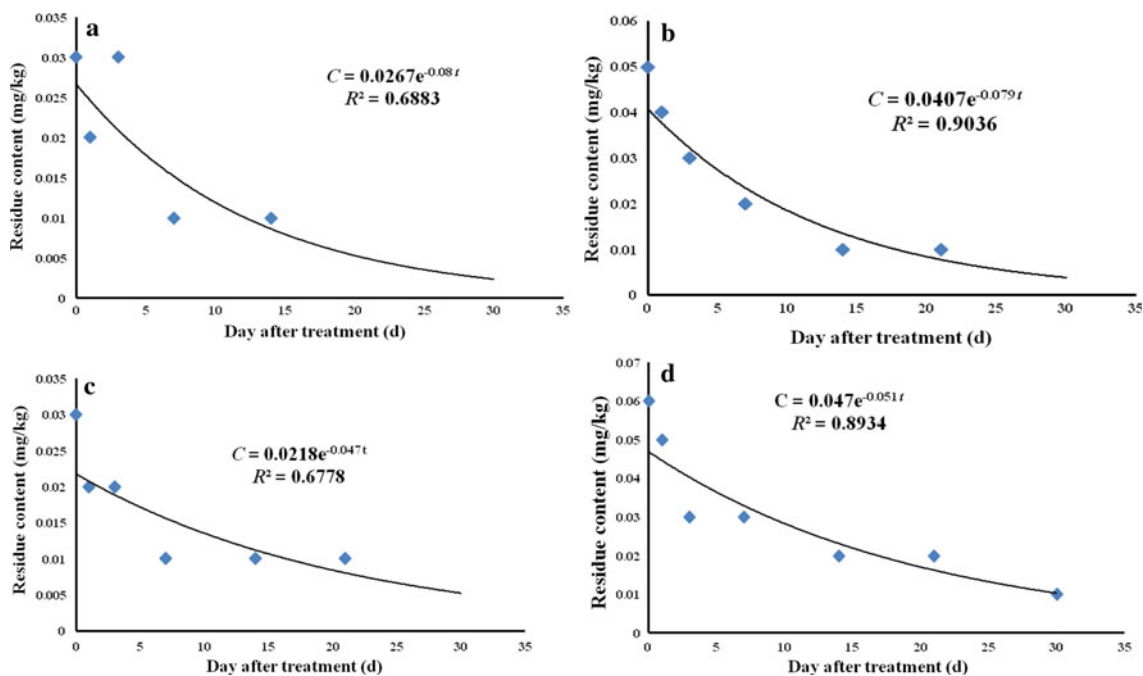 a
0.035
0.03
0.025
0.02
0.015
0.01
0.005
0
Residue content (mg/kg)
C = 0.0267e^-0.08t
R² = 0.6883
0 5 10 15 20 25 30 35
Day after treatment (d)
b
0.06
0.05
0.04
0.03
0.02
0.01
0
Residue content (mg/kg)
C = 0.0407e^-0.079t
R² = 0.9036
0 5 10 15 20 25 30 35
Day after treatment (d)
c
0.035
0.03
0.025
0.02
0.015
0.01
0.005
0
Residue content (mg/kg)
C = 0.0218e^-0.047t
R² = 0.6778
0 5 10 15 20 25 30 35
Day after treatment (d)
d
0.07
0.06
0.05
0.04
0.03
0.02
0.01
0
Residue content (mg/kg)
C = 0.047e^-0.051t
R² = 0.8934
0 5 10 15 20 25 30 35
Day after treatment (d)